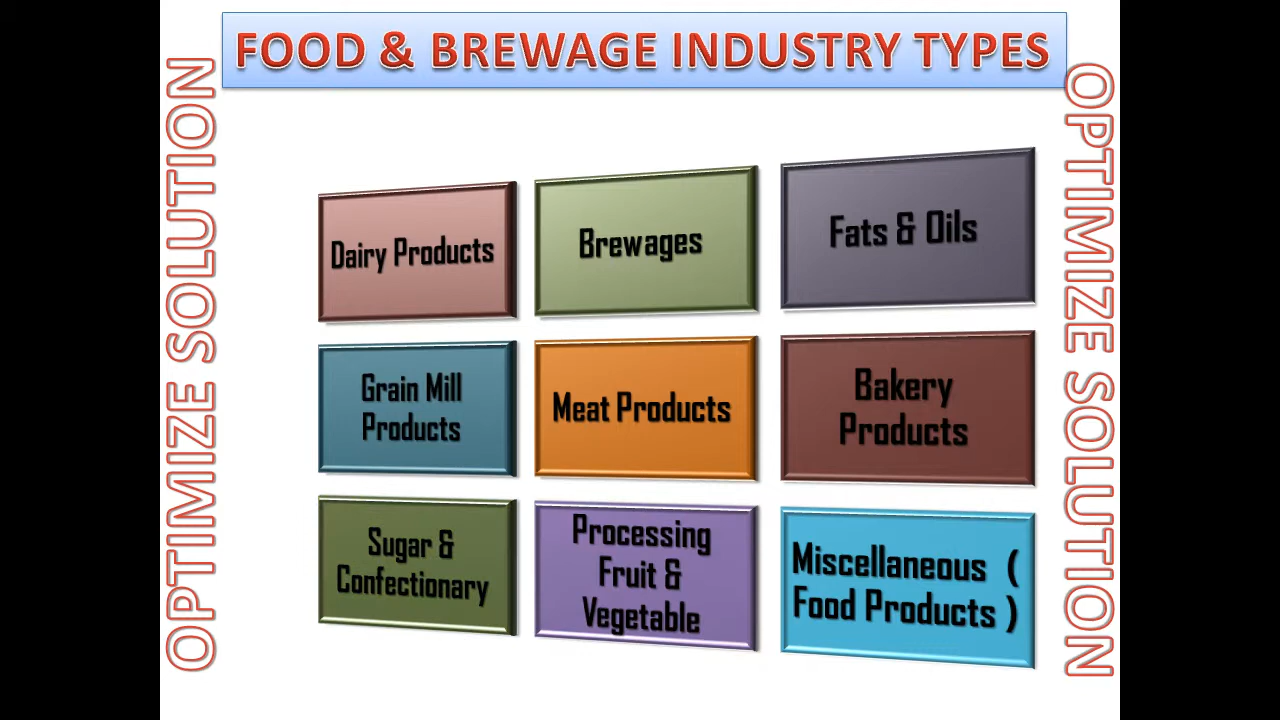 FOOD & BREWAGE INDUSTRY TYPES
OPTIMIZE SOLUTION
Dairy Products
Brewages
Fats & Oils
Grain Mill
Products
Meat Products
Bakery
Products
Sugar &
Confectionary
Processing
Fruit &
Vegetable
Miscellaneous (
Food Products )
OPTIMIZE SOLUTION